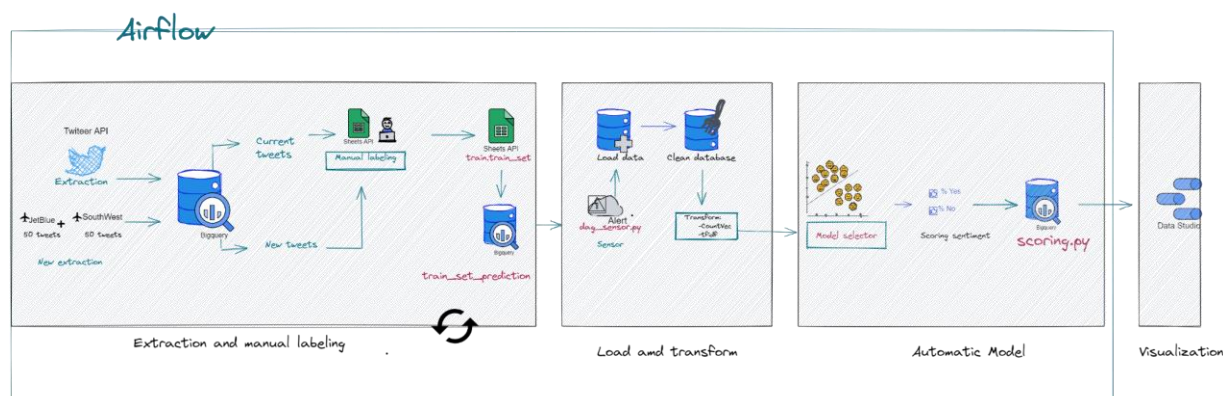 Airflow
Twiteer API
Extraction
JetBlue + SouthWest
50 tweets 50 tweets
New extraction
Bigquery
Current
tweets
New tweets
Sheets API
Manual labeling
Sheets API
train,train_set
Bigquery
train_set_prediction
Extraction and manual labeling
Load data
Clean database
Alert
dag_sensor.py
Sensor
Transform:
-CountVec
Load amd transform
Model selector
% Yes
% No
Scoring sentiment
Bigquery
scoring.py
Automatic Model
Data Studio
Visualization